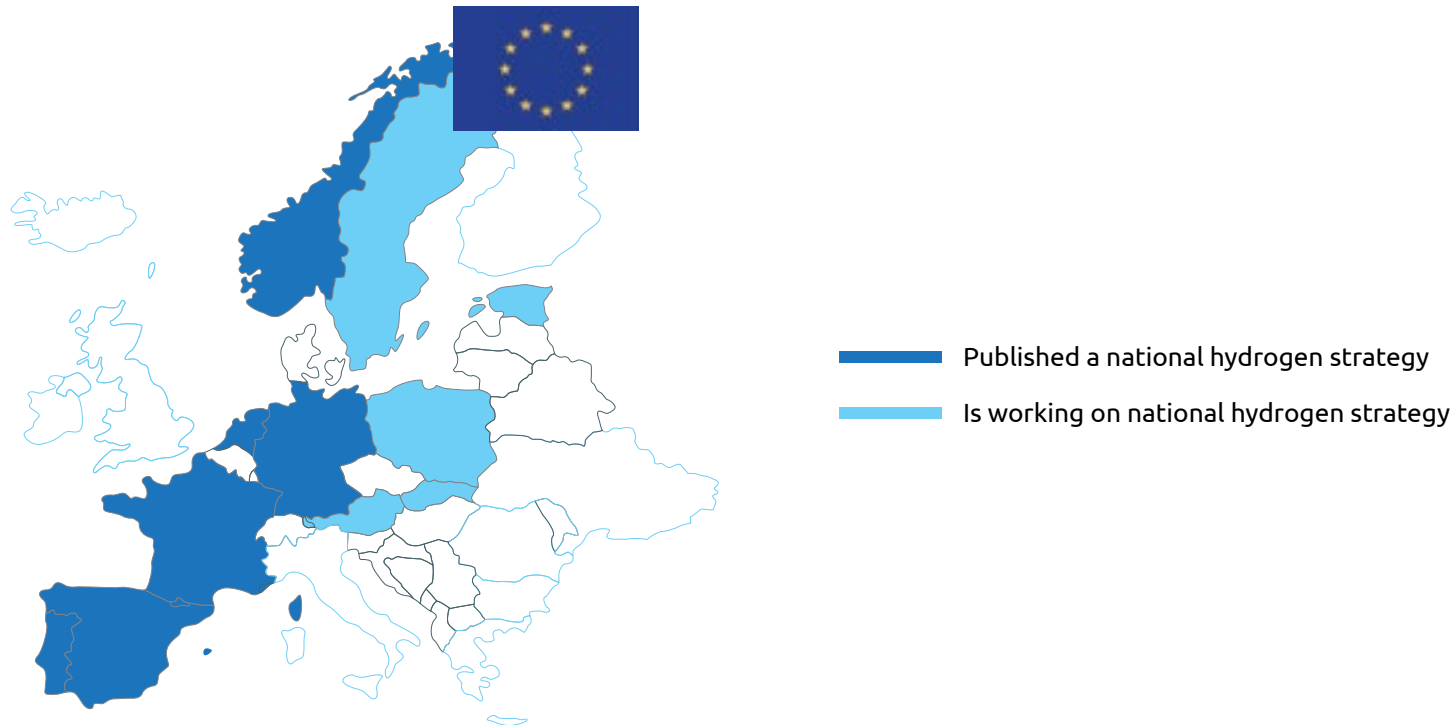 Published a national hydrogen strategy
Is working on national hydrogen strategy